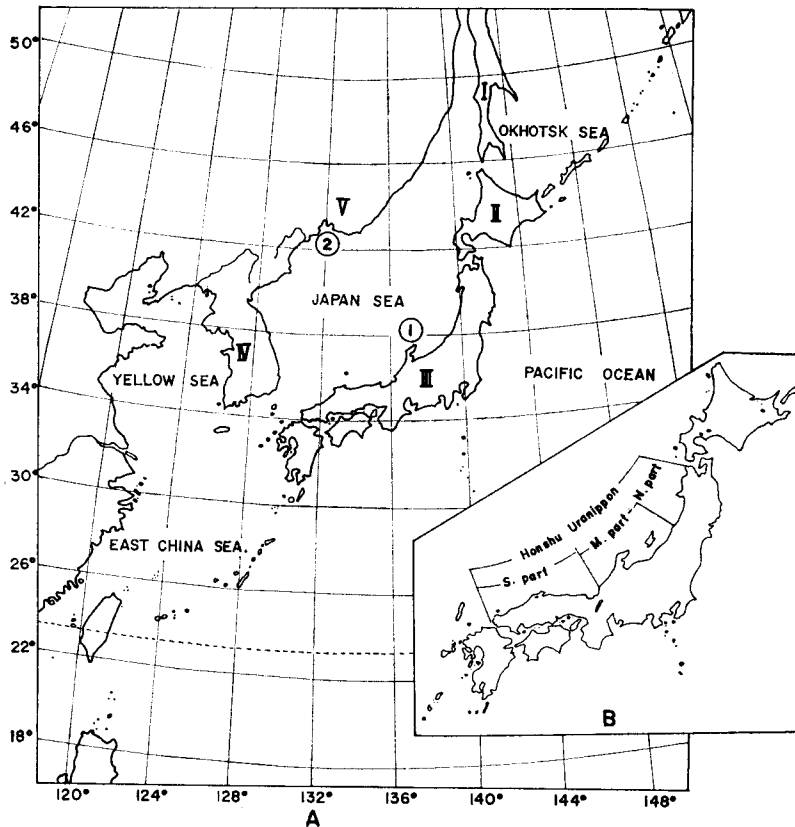 50°
46°
42°
38°
34°
30°
26°
22°
18°
120°
124°
128°
132°
136°
140°
144°
148°
I
OKHOTSK SEA
V
II
②
JAPAN SEA
①
IV
III
YELLOW SEA
PACIFIC OCEAN
EAST CHINA SEA.
Honshu Uranippon
S. part
M. part
N. part
B
A